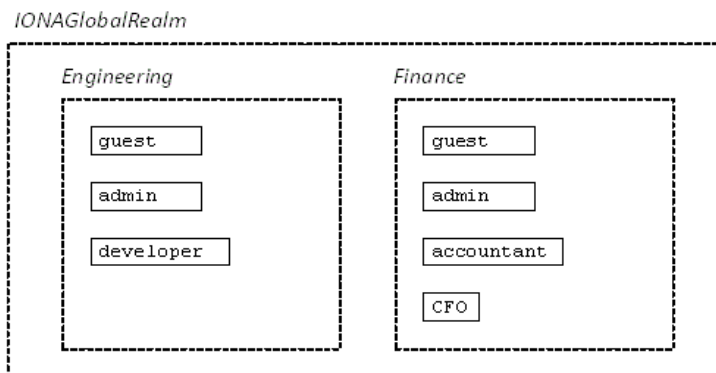 IONAGlobalRealm
Engineering
guest
admin
developer
Finance
guest
admin
accountant
CFO